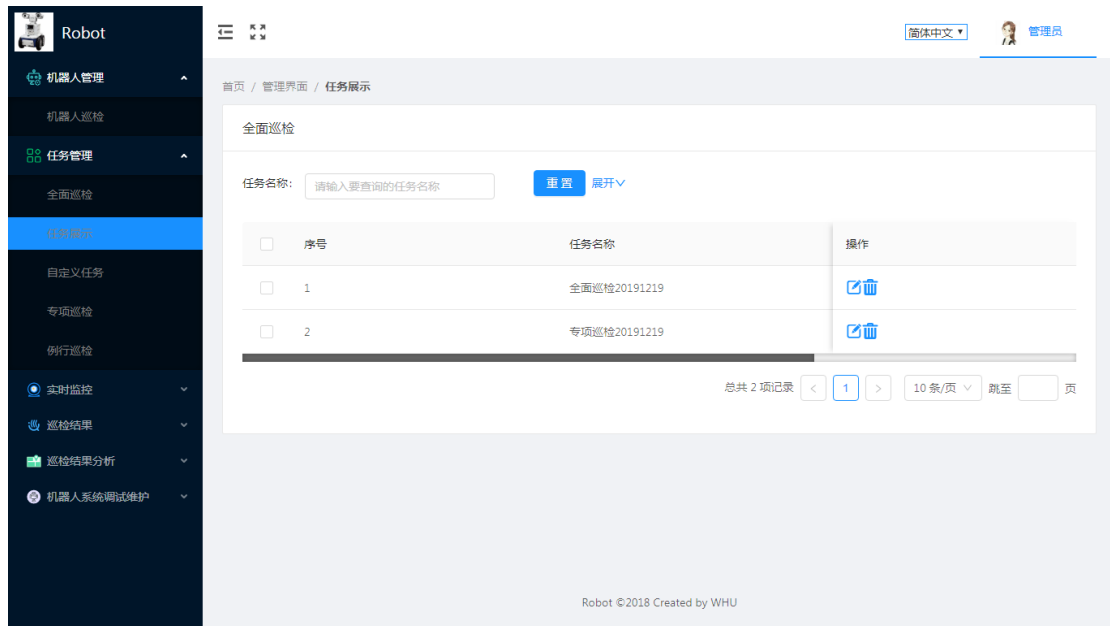 Robot
简体中文
管理员
机器人管理
机器人巡检
任务管理
全面巡检
任务展示
自定义任务
专项巡检
例行巡检
实时监控
巡检结果
巡检结果分析
机器人系统调试维护
首页 / 管理界面 / 任务展示
全面巡检
任务名称: 请输入要查询的任务名称 重置 展开
序号 任务名称 操作
1 全面巡检20191219
2 专项巡检20191219
总共 2 项记录 < 1 > 10 条/页 跳至 页
Robot ©2018 Created by WHU